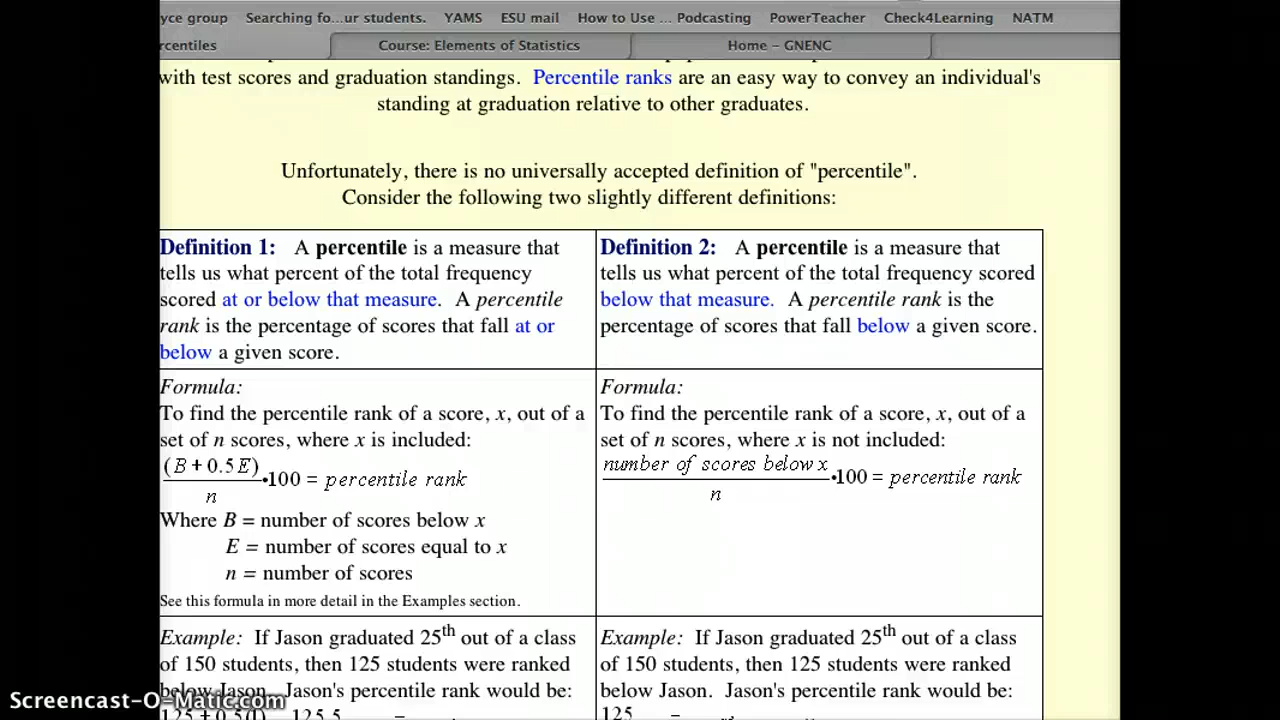 yce group Searching fo...ur students. YAMS ESU mail How to Use ... Podcasting PowerTeacher Check4Learning NATM
rcentiles Course: Elements of Statistics Home – GNENC
with test scores and graduation standings. Percentile ranks are an easy way to convey an individual's
standing at graduation relative to other graduates.
Unfortunately, there is no universally accepted definition of "percentile".
Consider the following two slightly different definitions:
Definition 1: A percentile is a measure that
tells us what percent of the total frequency
scored at or below that measure. A percentile
rank is the percentage of scores that fall at or
below a given score.
Definition 2: A percentile is a measure that
tells us what percent of the total frequency scored
below that measure. A percentile rank is the
percentage of scores that fall below a given score.
Formula:
To find the percentile rank of a score, x, out of a
set of n scores, where x is included:
(B + 0.5 E)
•100 = percentile rank
n
Where B = number of scores below x
E = number of scores equal to x
n = number of scores
See this formula in more detail in the Examples section.
Formula:
To find the percentile rank of a score, x, out of a
set of n scores, where x is not included:
number of scores below x
•100 = percentile rank
n
Example: If Jason graduated 25th out of a class
of 150 students, then 125 students were ranked
below Jason. Jason's percentile rank would be:
125 + 0.5(1) 125.5
Example: If Jason graduated 25th out of a class
of 150 students, then 125 students were ranked
below Jason. Jason's percentile rank would be:
125
Screencast-O-Matic.com